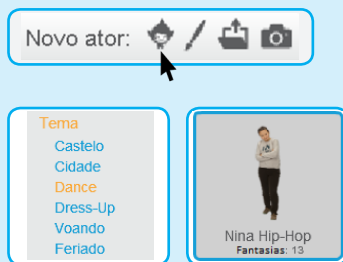 Novo ator:
Tema
Castelo
Cidade
Dance
Dress-Up
Voando
Feriado
Nina Hip-Hop
Fantasias: 13